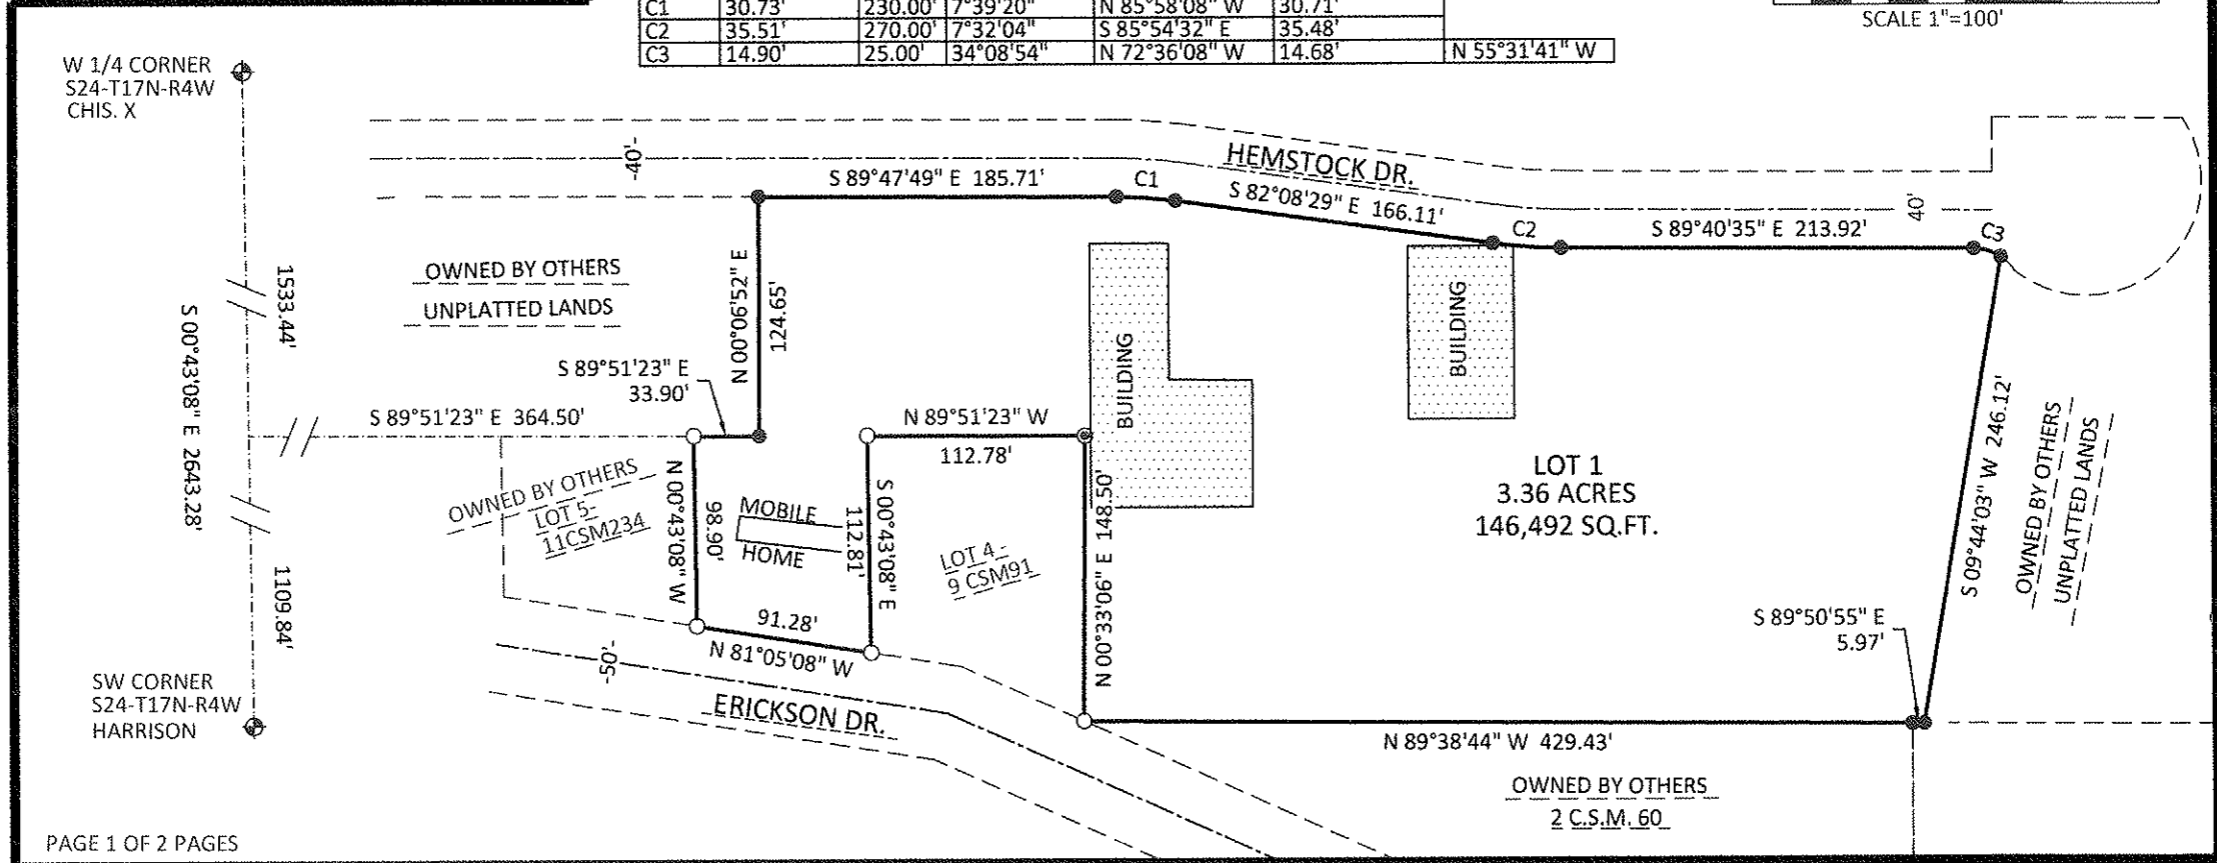 C1 30.73' 230.00' 7°39'20" N 85°58'08" W 30.71'
C2 35.51' 270.00' 7°32'04" S 85°54'32" E 35.48'
C3 14.90' 25.00' 34°08'54" N 72°36'08" W 14.68' N 55°31'41" W
SCALE 1"=100'
W 1/4 CORNER
S24-T17N-R4W
CHIS. X
-40'-
HEMSTOCK DR.
S 89°47'49" E 185.71'
C1
S 82°08'29" E 166.11'
C2
S 89°40'35" E 213.92'
40'
C3
OWNED BY OTHERS
UNPLATTED LANDS
N 00°06'52" E
124.65'
1533.44'
S 00°43'08" E 2643.28'
1109.84'
S 89°51'23" E
33.90'
S 89°51'23" E 364.50'
N 89°51'23" W
112.78'
BUILDING
BUILDING
LOT 1
3.36 ACRES
146,492 SQ.FT.
S 09°44'03" W 246.12'
OWNED BY OTHERS
UNPLATTED LANDS
OWNED BY OTHERS
LOT 5-
11CSM234
N 00°43'08" W
98.90'
MOBILE
HOME
112.81'
S 00°43'08" E
LOT 4-
9 CSM91
N 00°33'06" E 148.50'
91.28'
N 81°05'08" W
-50'-
ERICKSON DR.
S 89°50'55" E
5.97'
N 89°38'44" W 429.43'
OWNED BY OTHERS
2 C.S.M. 60
SW CORNER
S24-T17N-R4W
HARRISON
PAGE 1 OF 2 PAGES